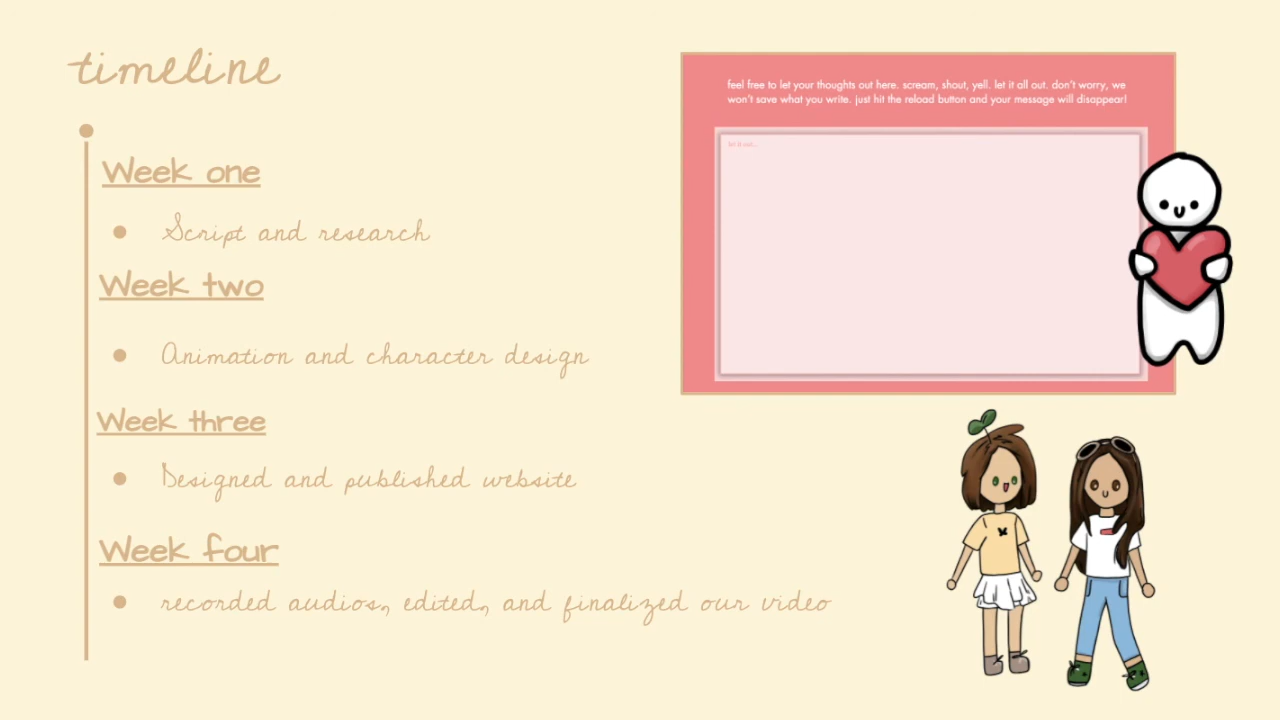 timeline
Week one
Script and research
Week two
Animation and character design
Week three
Designed and published website
Week four
recorded audios, edited, and finalized our video
feel free to let your thoughts out here. scream, shout, yell. let it all out. don't worry, we
won't save what you write. just hit the reload button and your message will disappear!
let it out...